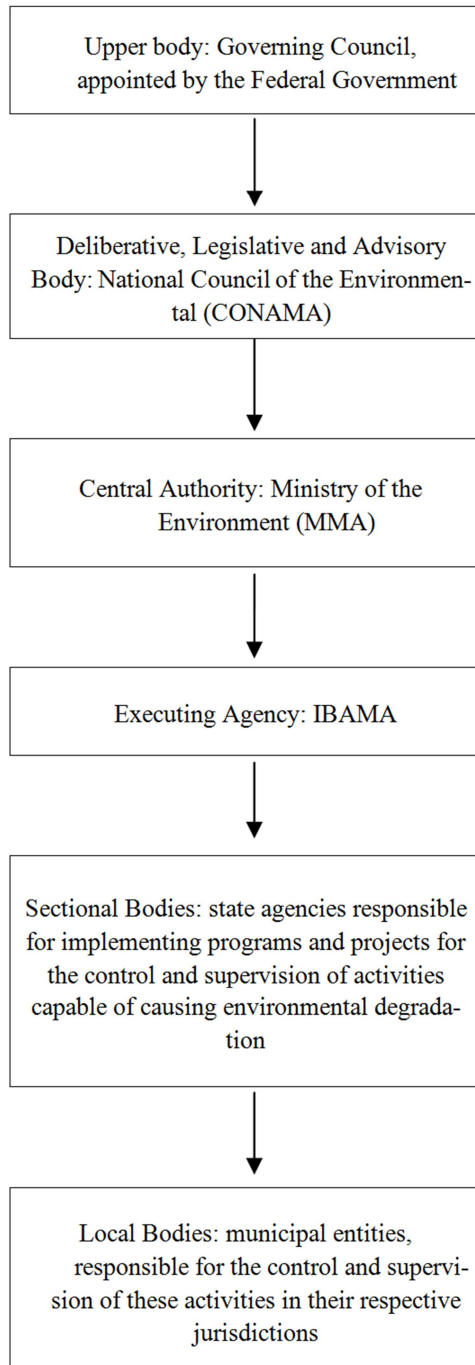 Upper body: Governing Council,
appointed by the Federal Government
Deliberative, Legislative and Advisory
Body: National Council of the Environmen-
tal (CONAMA)
Central Authority: Ministry of the
Environment (MMA)
Executing Agency: IBAMA
Sectional Bodies: state agencies responsible
for implementing programs and projects for
the control and supervision of activities
capable of causing environmental degrada-
tion
Local Bodies: municipal entities,
responsible for the control and supervi-
sion of these activities in their respective
jurisdictions